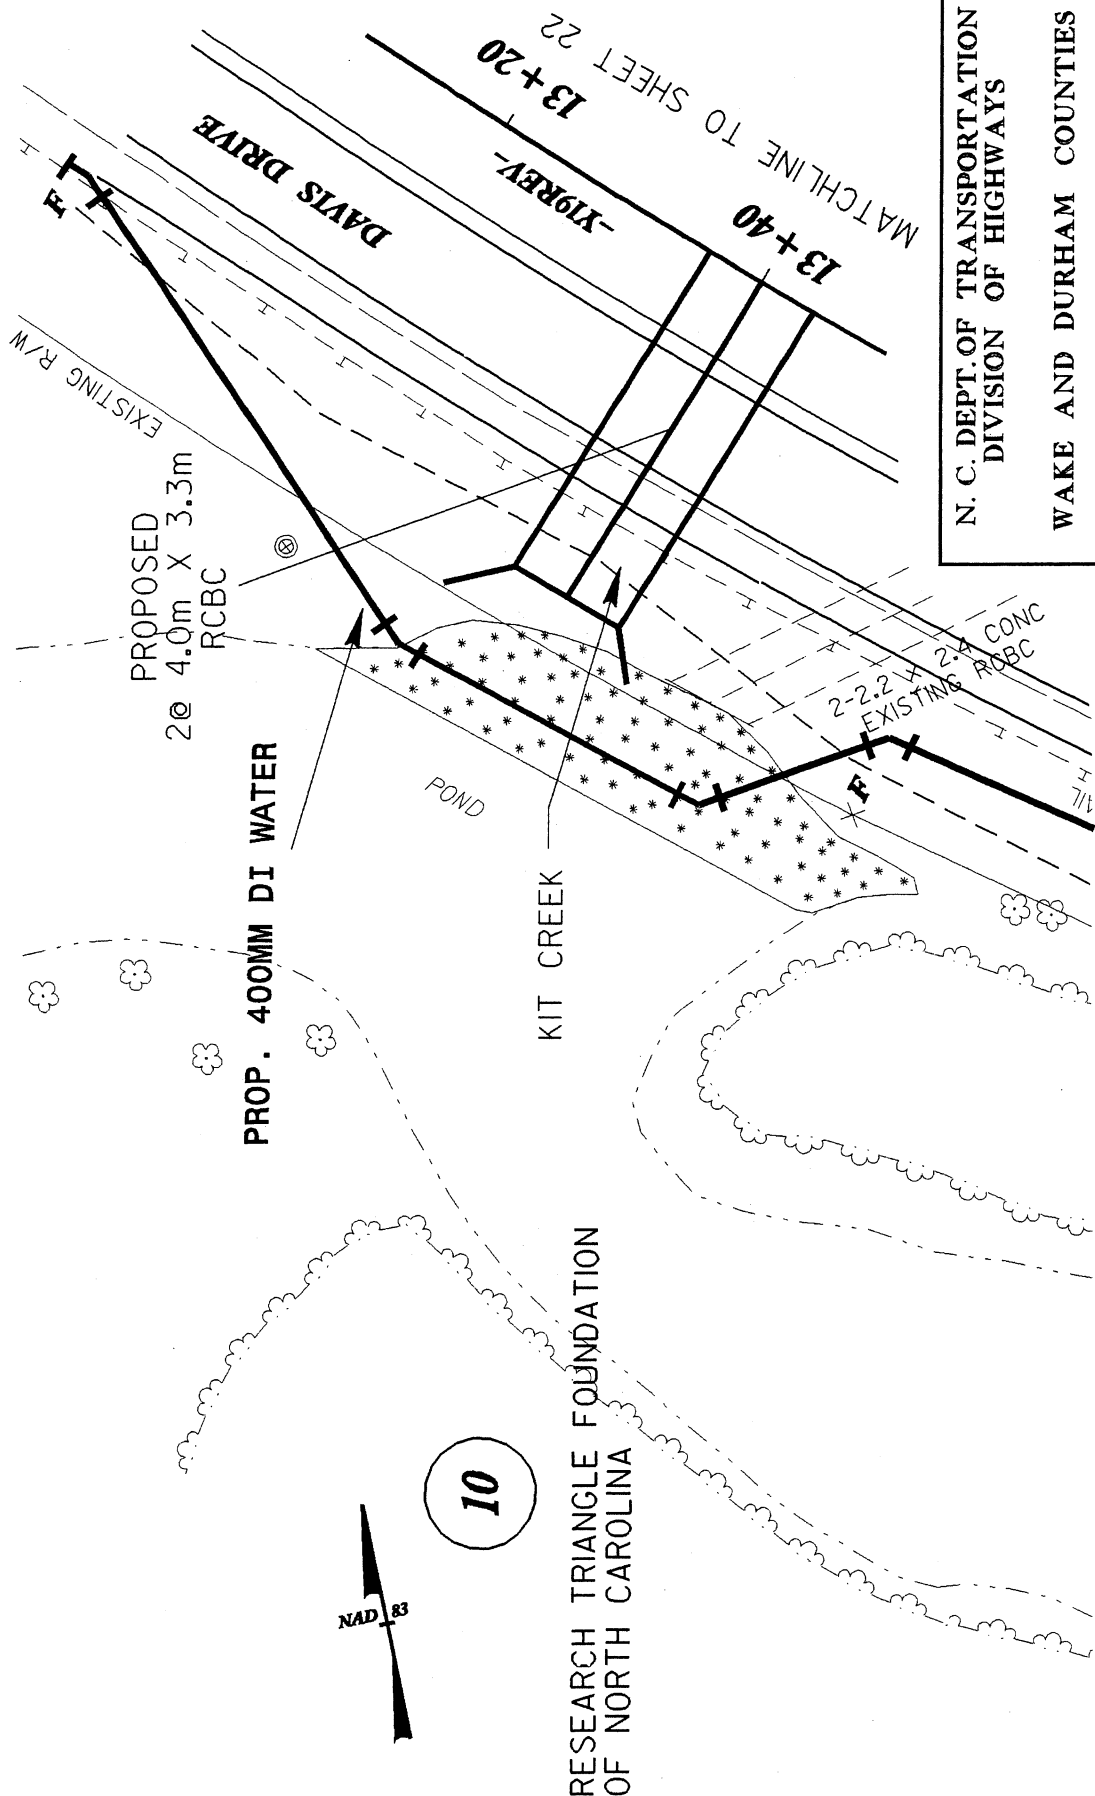 N. C. DEPT. OF TRANSPORTATION
DIVISION OF HIGHWAYS
WAKE AND DURHAM COUNTIES
MATCHLINE TO SHEET 22
13+20
13+40
-Y19REV-
DAVIS DRIVE
F
EXISTING R/W
PROPOSED
2@ 4.0m X 3.3m
RCBC
PROP. 400MM DI WATER
POND
KIT CREEK
2-2.2 X 2.4 CONC
EXISTING RCBC
F
10
NAD 83
RESEARCH TRIANGLE FOUNDATION
OF NORTH CAROLINA